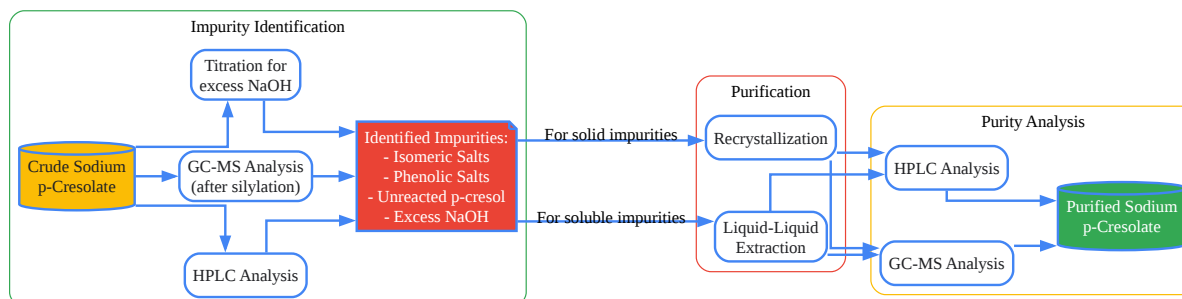 Impurity Identification
Titration for
excess NaOH
Crude Sodium
p-Cresolate
GC-MS Analysis
(after silylation)
HPLC Analysis
Identified Impurities:
- Isomeric Salts
- Phenolic Salts
- Unreacted p-cresol
- Excess NaOH
For solid impurities
For soluble impurities
Purification
Recrystallization
Liquid-Liquid
Extraction
Purity Analysis
HPLC Analysis
GC-MS Analysis
Purified Sodium
p-Cresolate